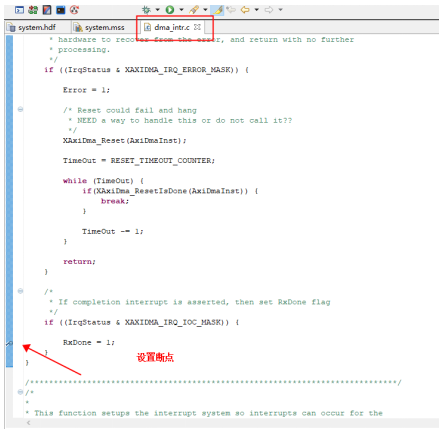 system.hdf system.mss dma_intr.c
* hardware to recover from the error, and return with no further
* processing.
*/
if ((IrqStatus & XAXIDMA_IRQ_ERROR_MASK)) {
Error = 1;
/* Reset could fail and hang
* NEED a way to handle this or do not call it??
*/
XAxiDma_Reset(AxiDmaInst);
TimeOut = RESET_TIMEOUT_COUNTER;
while (TimeOut) {
if(XAxiDma_ResetIsDone(AxiDmaInst)) {
break;
}
TimeOut -= 1;
}
return;
}
/*
* If completion interrupt is asserted, then set RxDone flag
*/
if ((IrqStatus & XAXIDMA_IRQ_IOC_MASK)) {
RxDone = 1;
设置断点
}
}
/*****************************************************************************/
/*
*
* This function setups the interrupt system so interrupts can occur for the